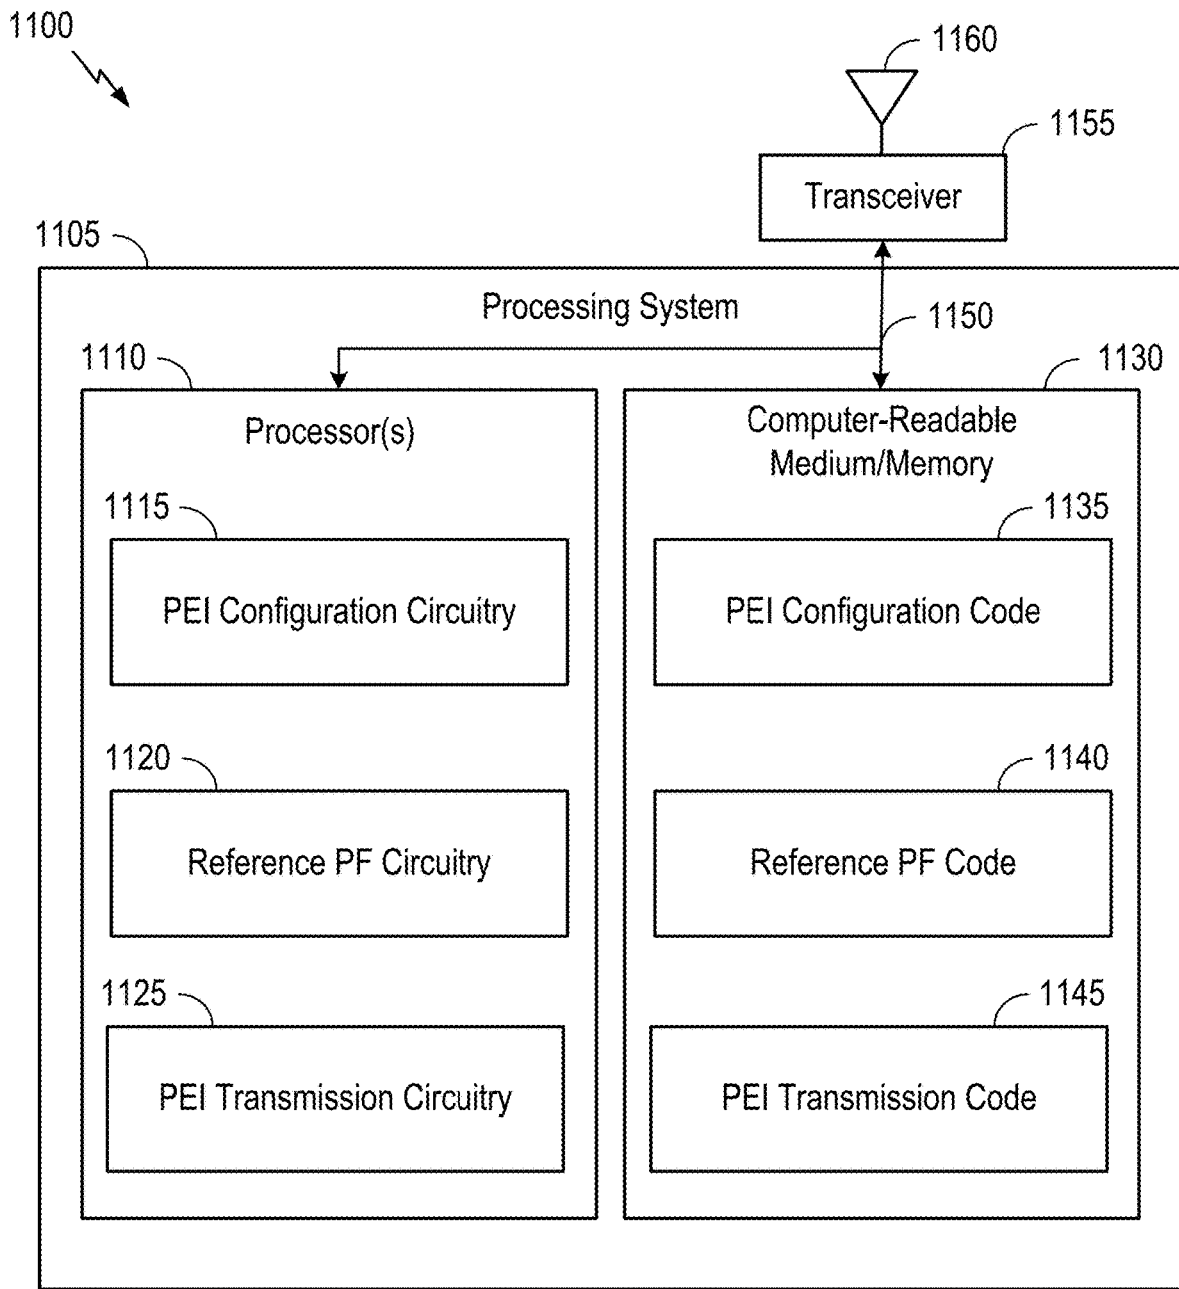 1100
1160
1155
Transceiver
1105
Processing System
1150
1110
1130
Processor(s)
Computer-Readable
Medium/Memory
1115
1135
PEI Configuration Circuitry
PEI Configuration Code
1120
1140
Reference PF Circuitry
Reference PF Code
1125
1145
PEI Transmission Circuitry
PEI Transmission Code